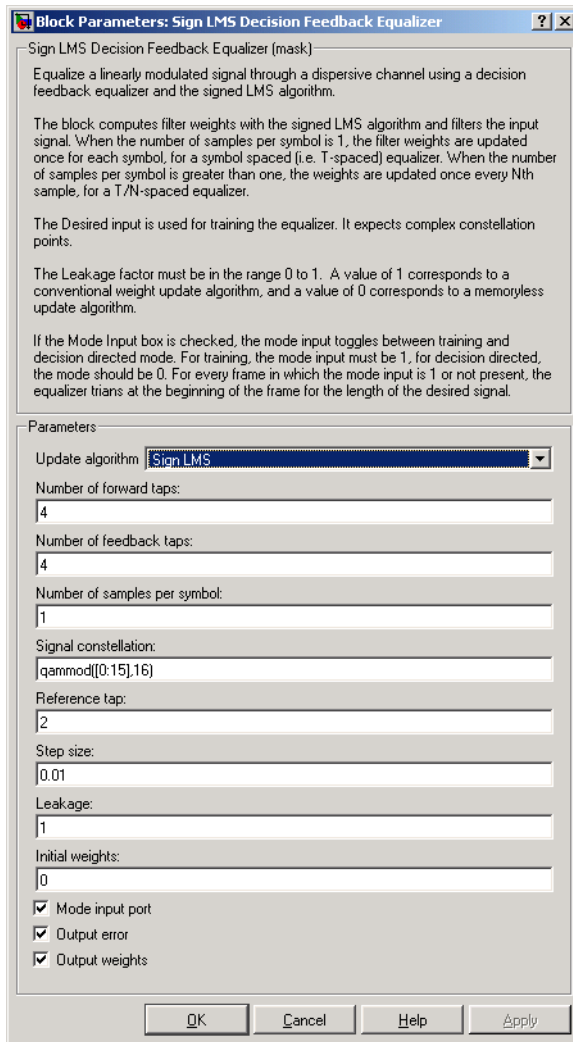 Block Parameters: Sign LMS Decision Feedback Equalizer
Sign LMS Decision Feedback Equalizer (mask)
Equalize a linearly modulated signal through a dispersive channel using a decision
feedback equalizer and the signed LMS algorithm.
The block computes filter weights with the signed LMS algorithm and filters the input
signal. When the number of samples per symbol is 1, the filter weights are updated
once for each symbol, for a symbol spaced (i.e. T-spaced) equalizer. When the number
of samples per symbol is greater than one, the weights are updated once every Nth
sample, for a T/N-spaced equalizer.
The Desired input is used for training the equalizer. It expects complex constellation
points.
The Leakage factor must be in the range 0 to 1. A value of 1 corresponds to a
conventional weight update algorithm, and a value of 0 corresponds to a memoryless
update algorithm.
If the Mode Input box is checked, the mode input toggles between training and
decision directed mode. For training, the mode input must be 1, for decision directed,
the mode should be 0. For every frame in which the mode input is 1 or not present, the
equalizer trians at the beginning of the frame for the length of the desired signal.
Parameters
Update algorithm Sign LMS
Number of forward taps:
4
Number of feedback taps:
4
Number of samples per symbol:
1
Signal constellation:
qammod([0:15],16)
Reference tap:
2
Step size:
0.01
Leakage:
1
Initial weights:
0
Mode input port
Output error
Output weights
OK Cancel Help Apply